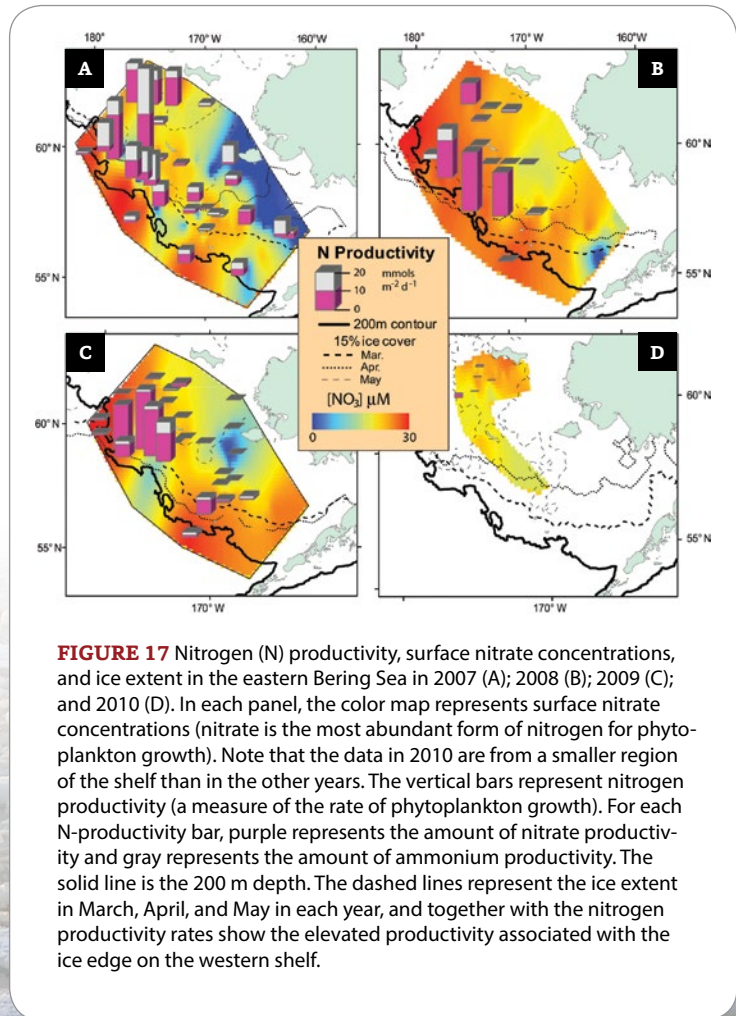 180°
170°W
160°W
180°
170°W
160°W
A
B
60°N
60°N
55°N
55°N
N Productivity
20
10
0
mmols
m⁻² d⁻¹
200m contour
15% ice cover
Mar.
Apr.
May
[NO₃] µM
0
30
C
D
60°N
60°N
55°N
55°N
170°W
170°W
FIGURE 17 Nitrogen (N) productivity, surface nitrate concentrations,
and ice extent in the eastern Bering Sea in 2007 (A); 2008 (B); 2009 (C);
and 2010 (D). In each panel, the color map represents surface nitrate
concentrations (nitrate is the most abundant form of nitrogen for phyto-
plankton growth). Note that the data in 2010 are from a smaller region
of the shelf than in the other years. The vertical bars represent nitrogen
productivity (a measure of the rate of phytoplankton growth). For each
N-productivity bar, purple represents the amount of nitrate productiv-
ity and gray represents the amount of ammonium productivity. The
solid line is the 200 m depth. The dashed lines represent the ice extent
in March, April, and May in each year, and together with the nitrogen
productivity rates show the elevated productivity associated with the
ice edge on the western shelf.